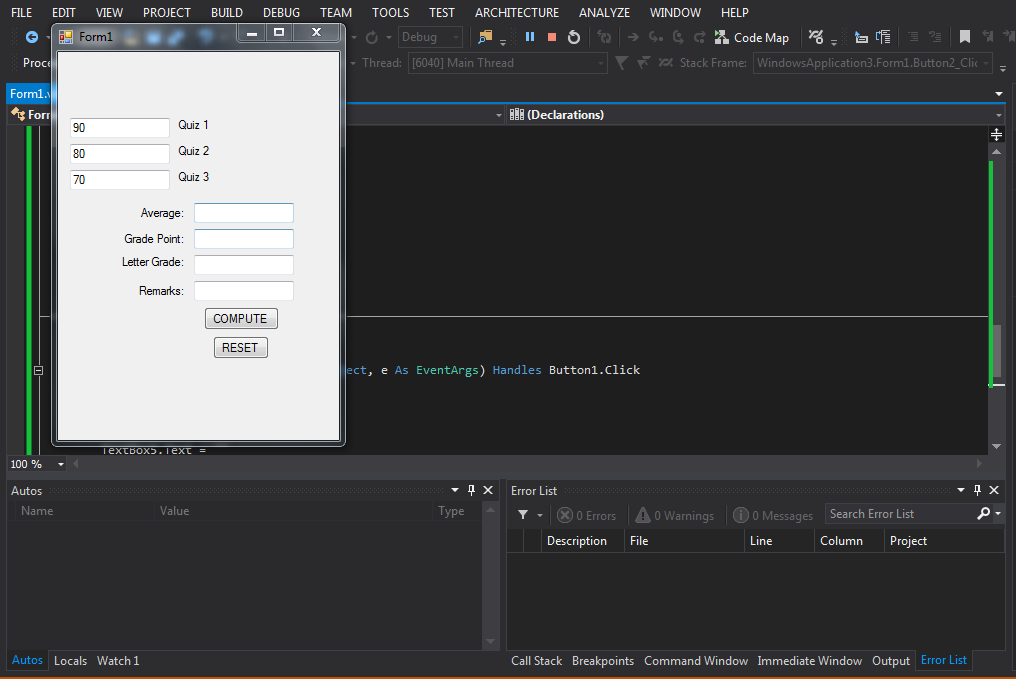 FILE EDIT VIEW PROJECT BUILD DEBUG TEAM TOOLS TEST ARCHITECTURE ANALYZE WINDOW HELP
Form1
Debug
Code Map
Proce
Thread: [6040] Main Thread
Stack Frame: WindowsApplication3.Form1.Button2_Clic
Form1.v
Form
(Declarations)
90 Quiz 1
80 Quiz 2
70 Quiz 3
Average:
Grade Point:
Letter Grade:
Remarks:
COMPUTE
RESET
ect, e As EventArgs) Handles Button1.Click
TextBox5.Text =
100 %
Autos
Name Value Type
Error List
0 Errors 0 Warnings 0 Messages Search Error List
Description File Line Column Project
Autos Locals Watch 1
Call Stack Breakpoints Command Window Immediate Window Output Error List